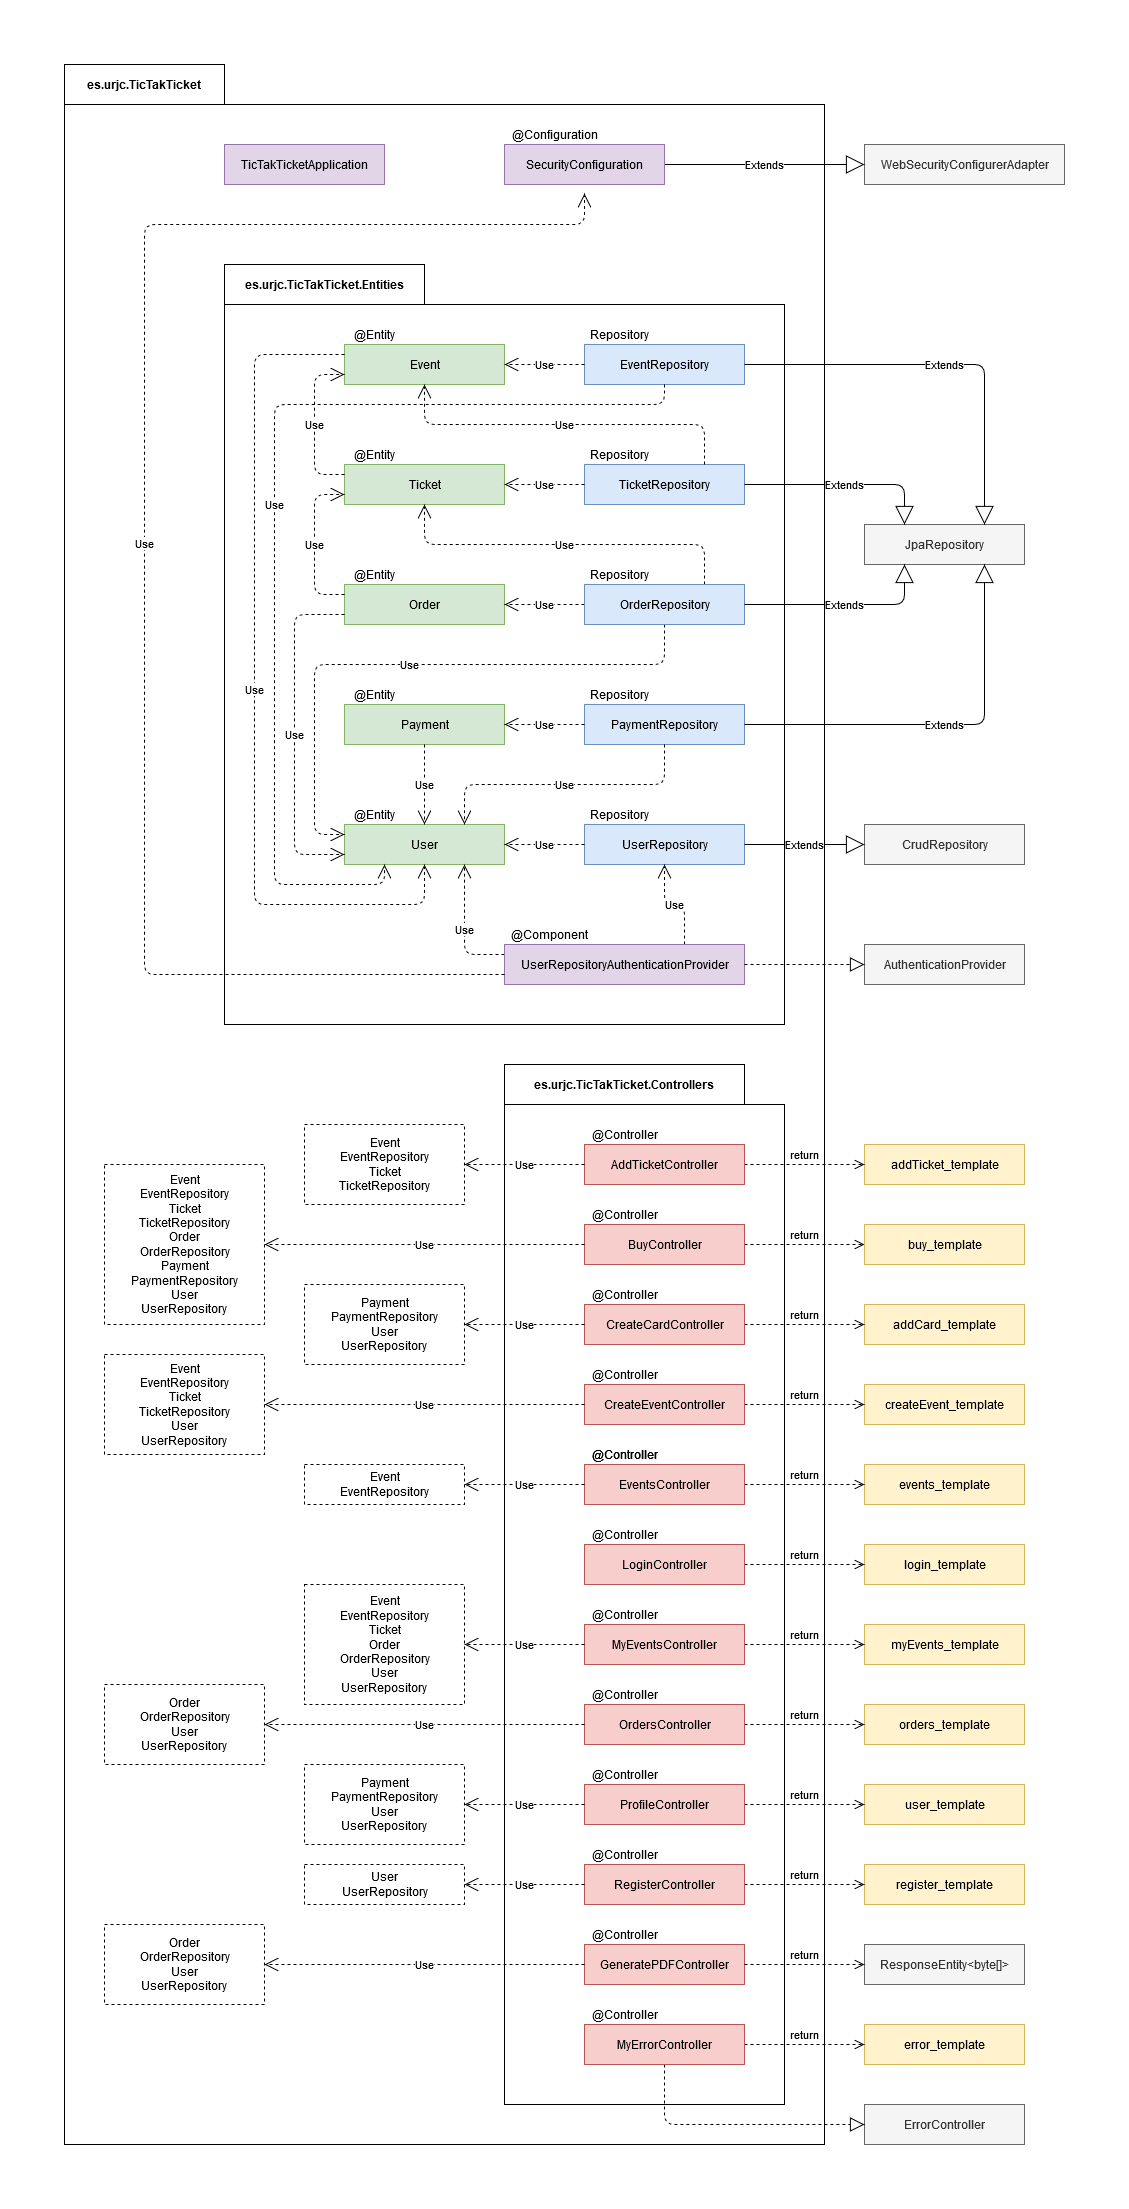 es.urjc.TicTakTicket
@Configuration
TicTakTicketApplication
SecurityConfiguration
Extends
WebSecurityConfigurerAdapter
es.urjc.TicTakTicket.Entities
@Entity
Repository
Event
Use
EventRepository
Extends
Use
Use
@Entity
Repository
Ticket
Use
TicketRepository
Extends
Use
Use
Use
Use
JpaRepository
@Entity
Repository
Order
Use
OrderRepository
Extends
Use
Use
@Entity
Repository
Payment
Use
PaymentRepository
Extends
Use
Use
Use
@Entity
Repository
User
Use
UserRepository
Extends
CrudRepository
Use
Use
@Component
UserRepositoryAuthenticationProvider
AuthenticationProvider
es.urjc.TicTakTicket.Controllers
@Controller
Event
EventRepository
Ticket
TicketRepository
Use
AddTicketController
return
addTicket_template
@Controller
Event
EventRepository
Ticket
TicketRepository
Order
OrderRepository
Payment
PaymentRepository
User
UserRepository
Use
BuyController
return
buy_template
@Controller
Payment
PaymentRepository
User
UserRepository
Use
CreateCardController
return
addCard_template
@Controller
Event
EventRepository
Ticket
TicketRepository
User
UserRepository
Use
CreateEventController
return
createEvent_template
@Controller
Event
EventRepository
Use
EventsController
return
events_template
@Controller
LoginController
return
login_template
@Controller
Event
EventRepository
Ticket
Order
OrderRepository
User
UserRepository
Use
MyEventsController
return
myEvents_template
@Controller
Order
OrderRepository
User
UserRepository
Use
OrdersController
return
orders_template
@Controller
Payment
PaymentRepository
User
UserRepository
Use
ProfileController
return
user_template
@Controller
User
UserRepository
Use
RegisterController
return
register_template
@Controller
Order
OrderRepository
User
UserRepository
Use
GeneratePDFController
return
ResponseEntity<byte[]>
@Controller
MyErrorController
return
error_template
ErrorController